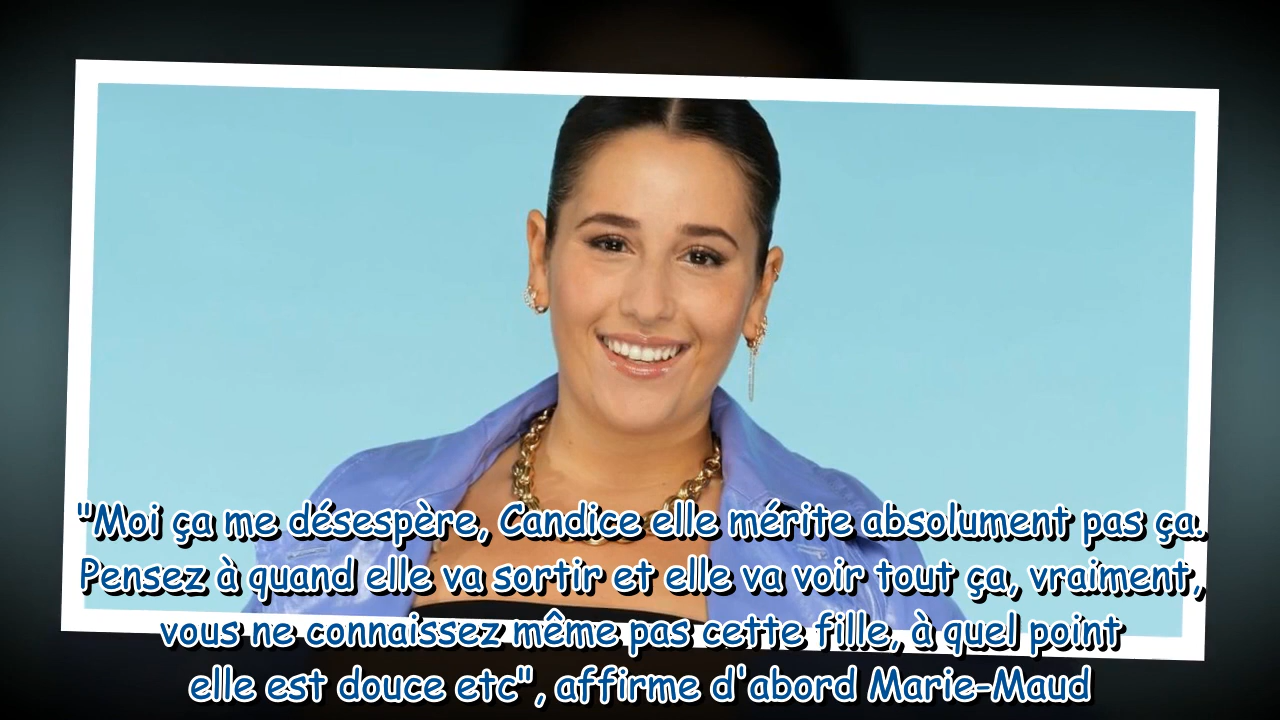 "Moi ça me désespère, Candice elle mérite absolument pas ça.
Pensez à quand elle va sortir et elle va voir tout ça, vraiment,
vous ne connaissez même pas cette fille, à quel point
elle est douce etc", affirme d'abord Marie-Maud